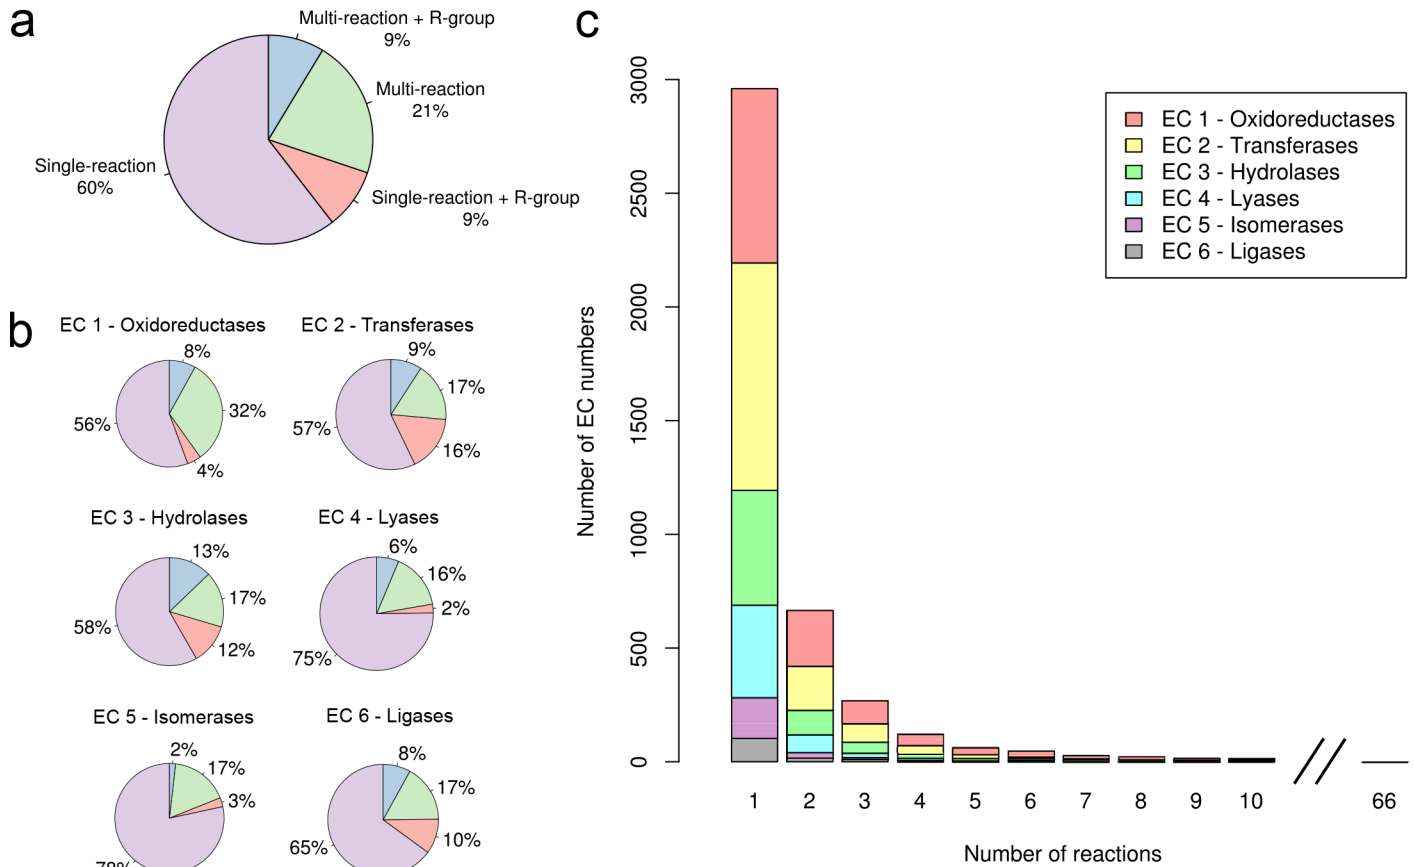 a
Multi-reaction + R-group
9%
Multi-reaction
21%
Single-reaction
60%
Single-reaction + R-group
9%
b
EC 1 - Oxidoreductases
8%
32%
56%
4%
EC 2 - Transferases
9%
17%
57%
16%
EC 3 - Hydrolases
13%
17%
58%
12%
EC 4 - Lyases
6%
16%
2%
75%
EC 5 - Isomerases
2%
17%
3%
78%
EC 6 - Ligases
8%
17%
10%
65%
c
Number of EC numbers
3000
2500
2000
1500
1000
500
0
EC 1 - Oxidoreductases
EC 2 - Transferases
EC 3 - Hydrolases
EC 4 - Lyases
EC 5 - Isomerases
EC 6 - Ligases
1 2 3 4 5 6 7 8 9 10 66
Number of reactions